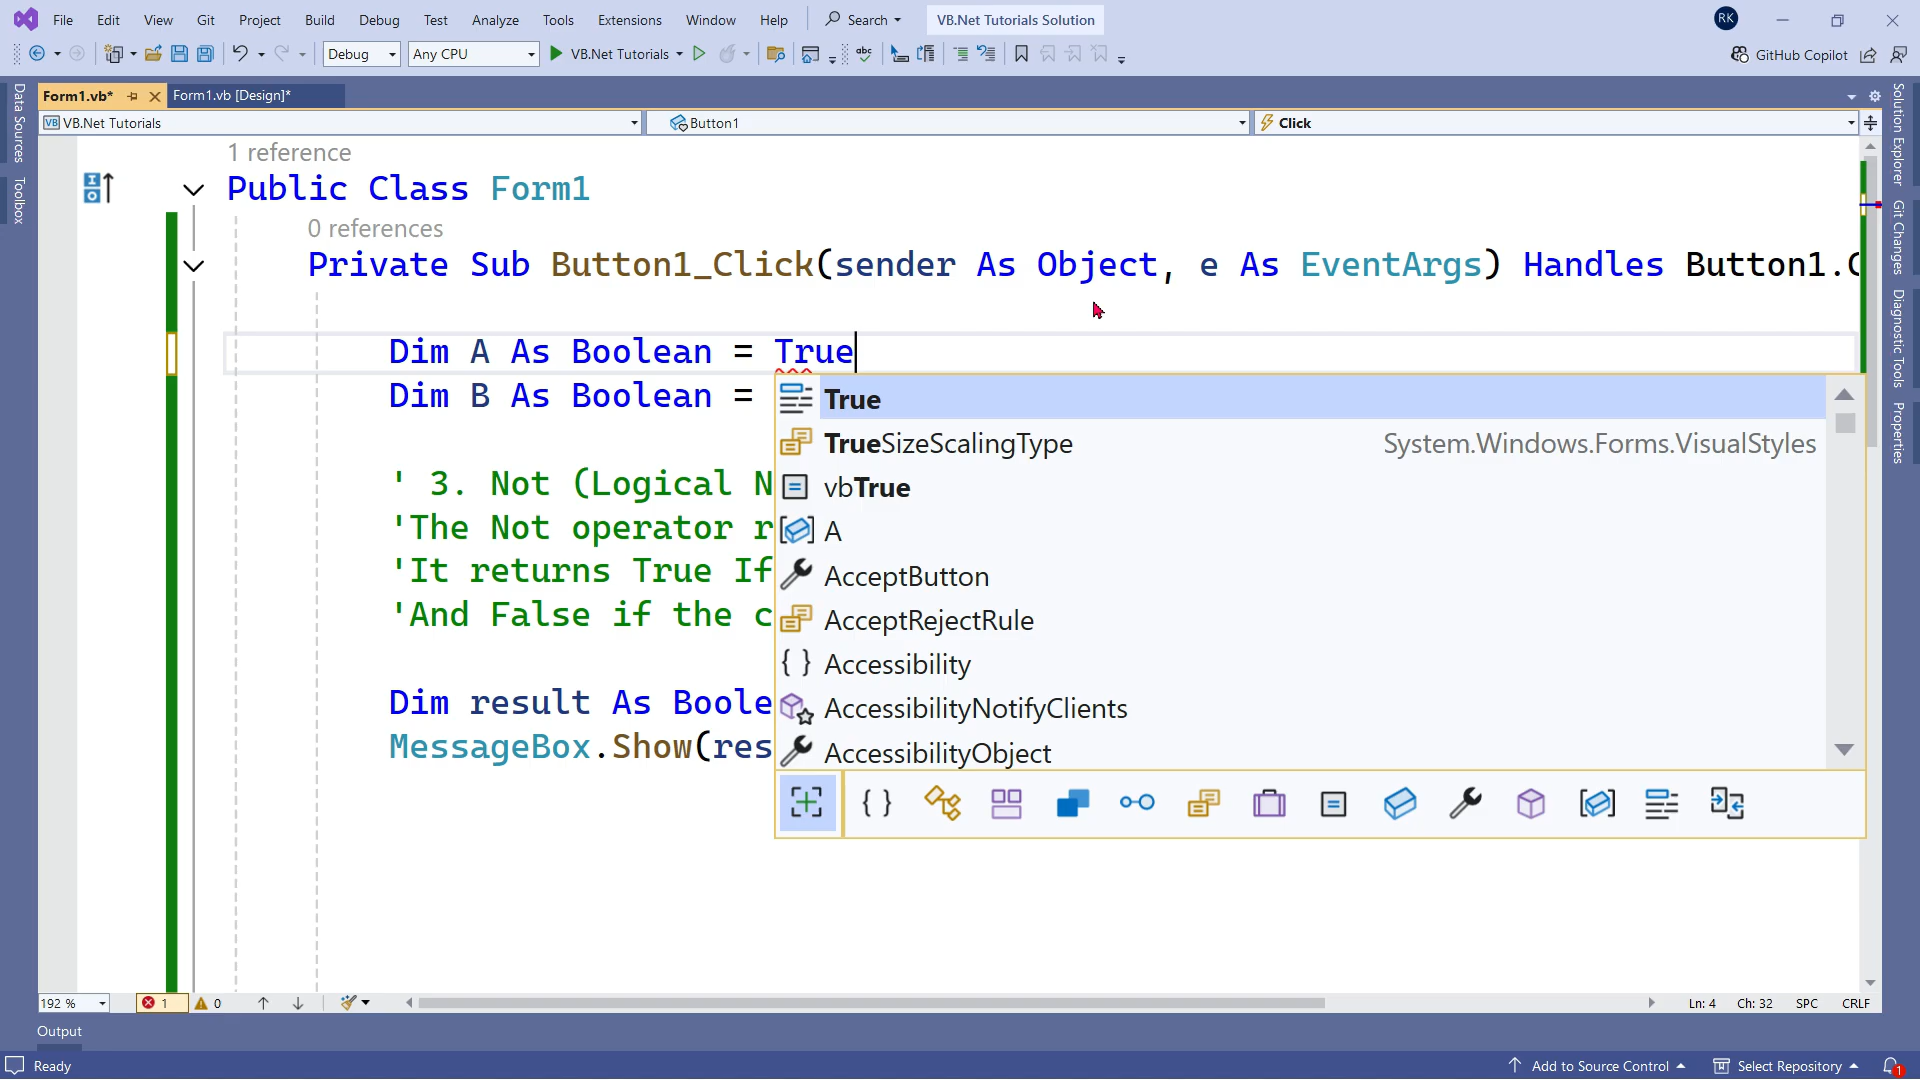 File Edit View Git Project Build Debug Test Analyze Tools Extensions Window Help Search VB.Net Tutorials Solution RK
Debug Any CPU VB.Net Tutorials abc GitHub Copilot
Form1.vb* Form1.vb [Design]*
VB VB.Net Tutorials Button1 Click
Data Sources
Toolbox
Solution Explorer
Git Changes
Diagnostic Tools
Properties
1 reference
Public Class Form1
0 references
Private Sub Button1_Click(sender As Object, e As EventArgs) Handles Button1.C
Dim A As Boolean = True
Dim B As Boolean =
' 3. Not (Logical N
'The Not operator r
'It returns True If
'And False if the c
Dim result As Boole
MessageBox.Show(res
True
TrueSizeScalingType System.Windows.Forms.VisualStyles
vbTrue
A
AcceptButton
AcceptRejectRule
Accessibility
AccessibilityNotifyClients
AccessibilityObject
192 % 1 0 Ln: 4 Ch: 32 SPC CRLF
Output
Ready Add to Source Control Select Repository 1